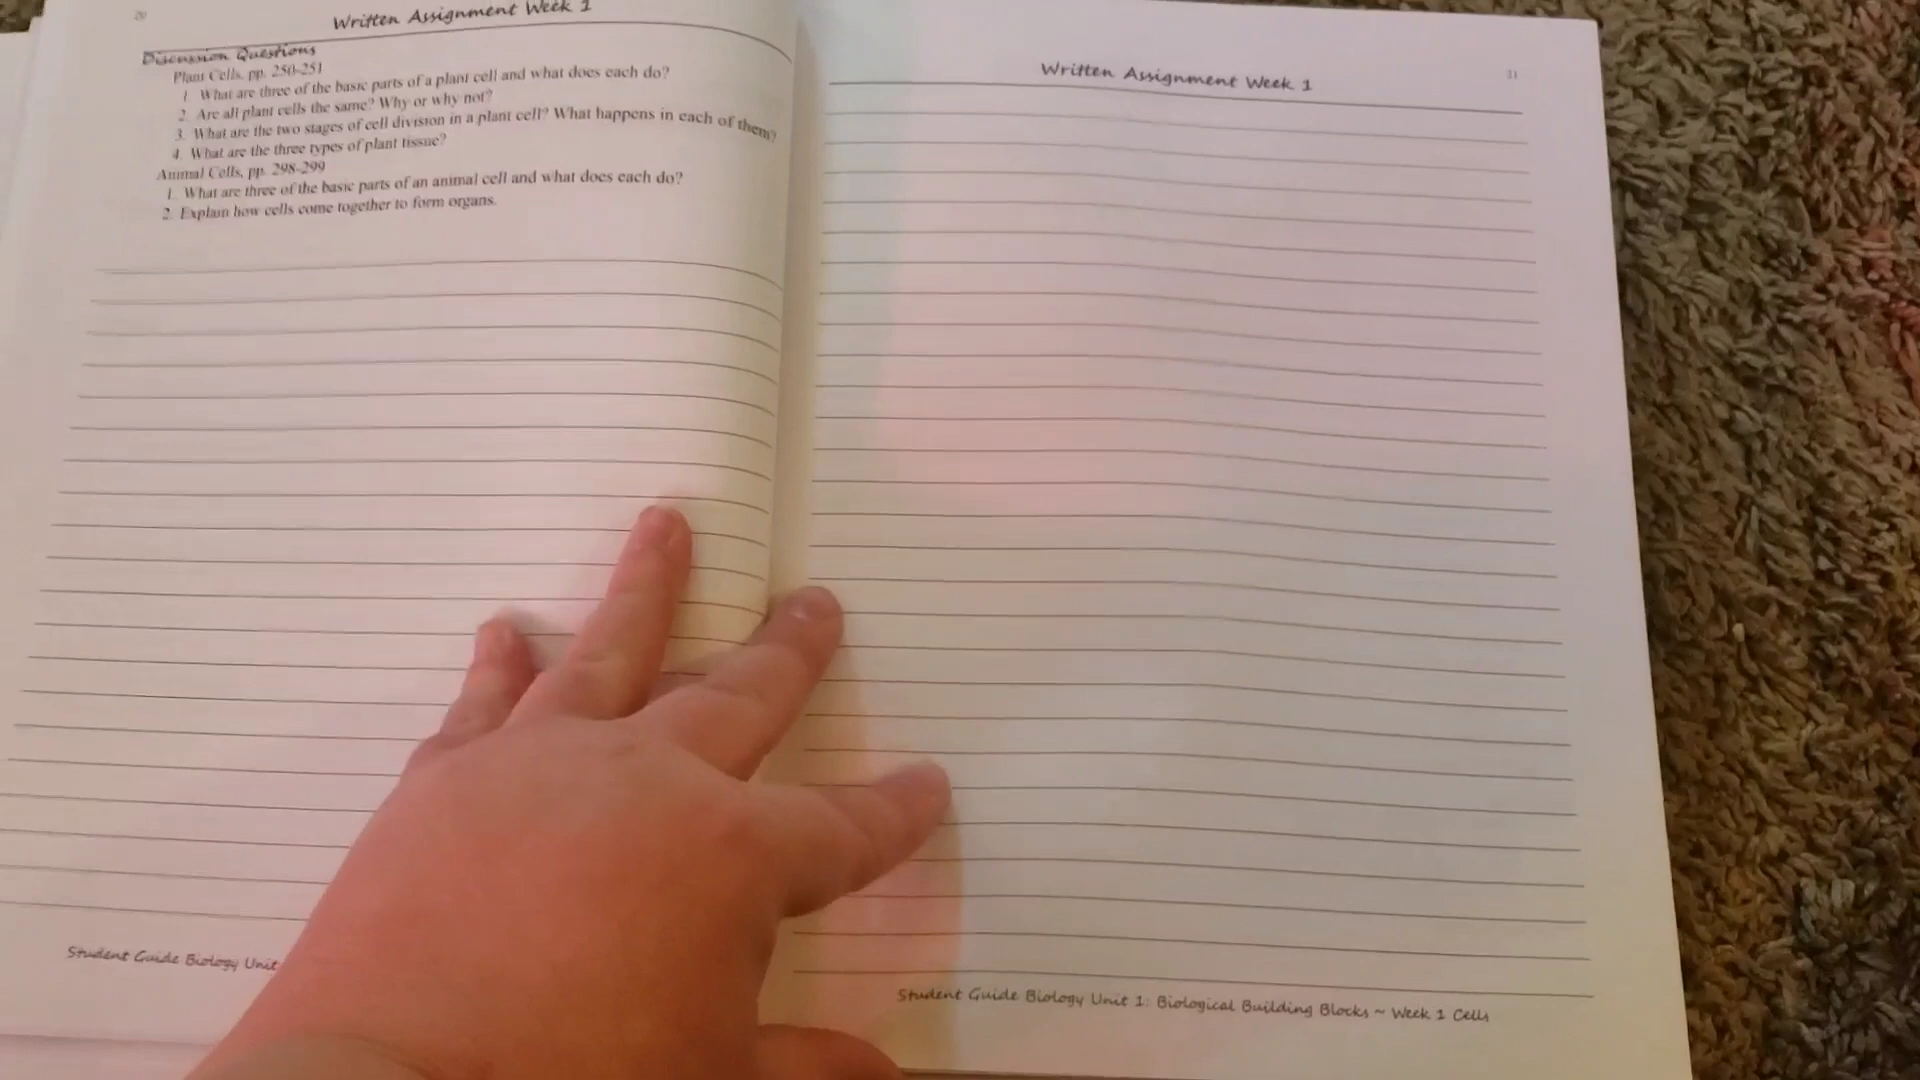 20
Written Assignment Week 1
Discussion Questions
Plant Cells, pp. 250-251
1. What are three of the basic parts of a plant cell and what does each do?
2. Are all plant cells the same? Why or why not?
3. What are the two stages of cell division in a plant cell? What happens in each of them?
4. What are the three types of plant tissue?
Animal Cells, pp. 298-299
1. What are three of the basic parts of an animal cell and what does each do?
2. Explain how cells come together to form organs.
Student Guide Biology Unit
Written Assignment Week 1
21
Student Guide Biology Unit 1: Biological Building Blocks ~ Week 1 Cells